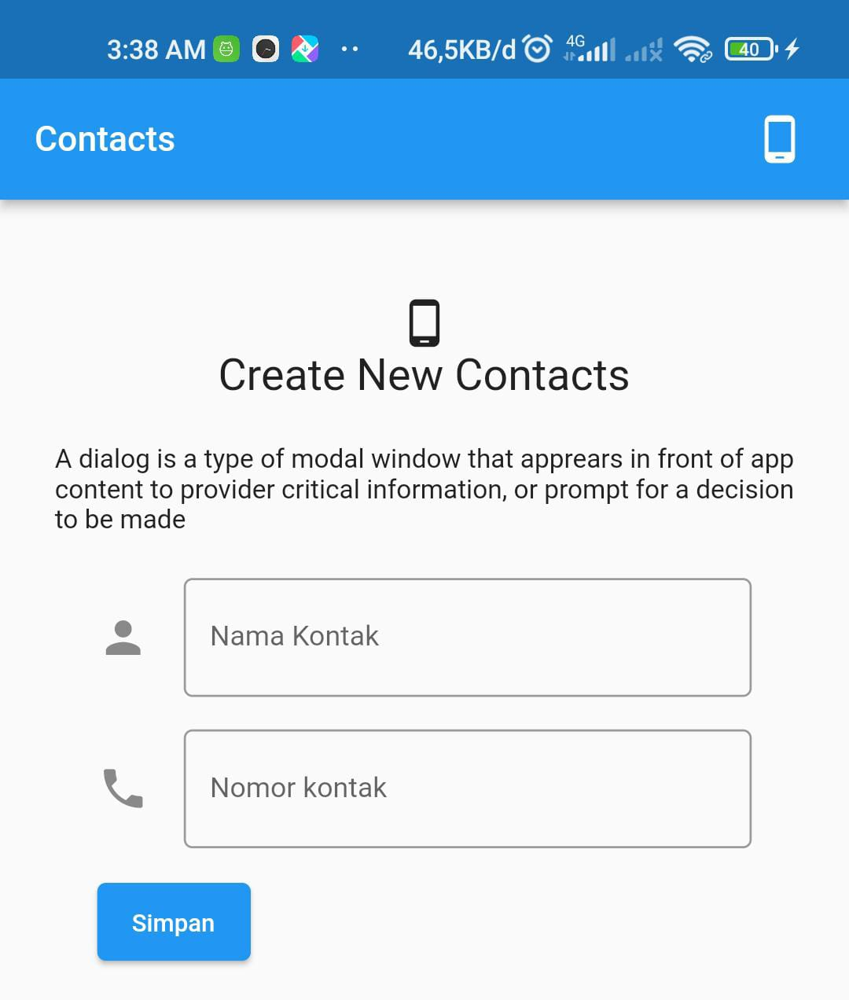 3:38 AM 46,5KB/d 4G 40
Contacts
Create New Contacts
A dialog is a type of modal window that apprears in front of app
content to provider critical information, or prompt for a decision
to be made
Nama Kontak
Nomor kontak
Simpan